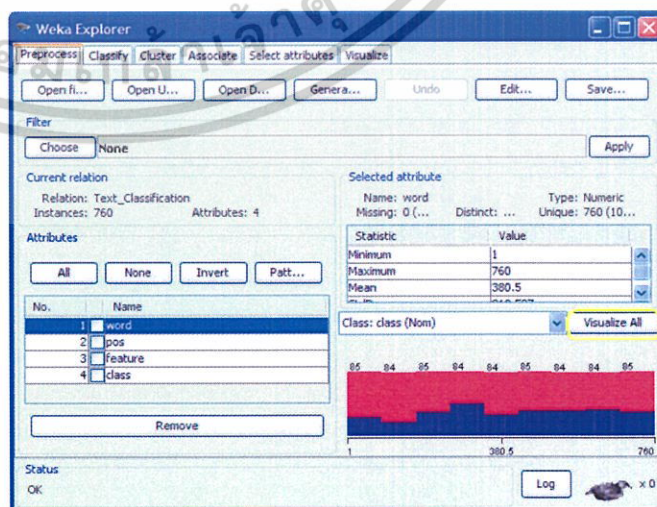 Weka Explorer
Preprocess Classify Cluster Associate Select attributes Visualize
Open fi... Open U... Open D... Genera... Undo Edit... Save...
Filter
Choose None Apply
Current relation
Relation: Text_Classification
Instances: 760 Attributes: 4
Selected attribute
Name: word Type: Numeric
Missing: 0 (... Distinct: ... Unique: 760 (10...
Statistic Value
Minimum 1
Maximum 760
Mean 380.5
Attributes
All None Invert Patt...
No. Name
1 word
2 pos
3 feature
4 class
Remove
Class: class (Nom) Visualize All
85 84 85 84 84 85 84 84 85
1 380.5 760
Status
OK
Log x 0